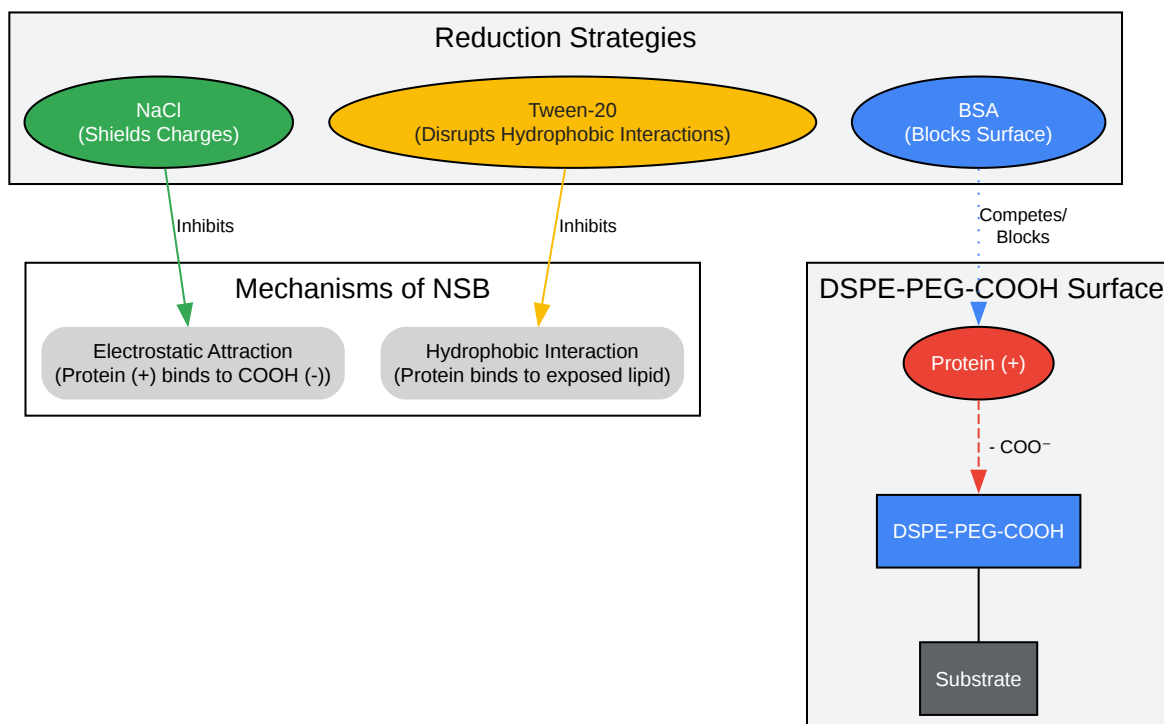 Reduction Strategies
NaCl
(Shields Charges)
Tween-20
(Disrupts Hydrophobic Interactions)
BSA
(Blocks Surface)
Inhibits
Inhibits
Competes/
Blocks
Mechanisms of NSB
Electrostatic Attraction
(Protein (+) binds to COOH (-))
Hydrophobic Interaction
(Protein binds to exposed lipid)
DSPE-PEG-COOH Surface
Protein (+)
- COO⁻
DSPE-PEG-COOH
Substrate